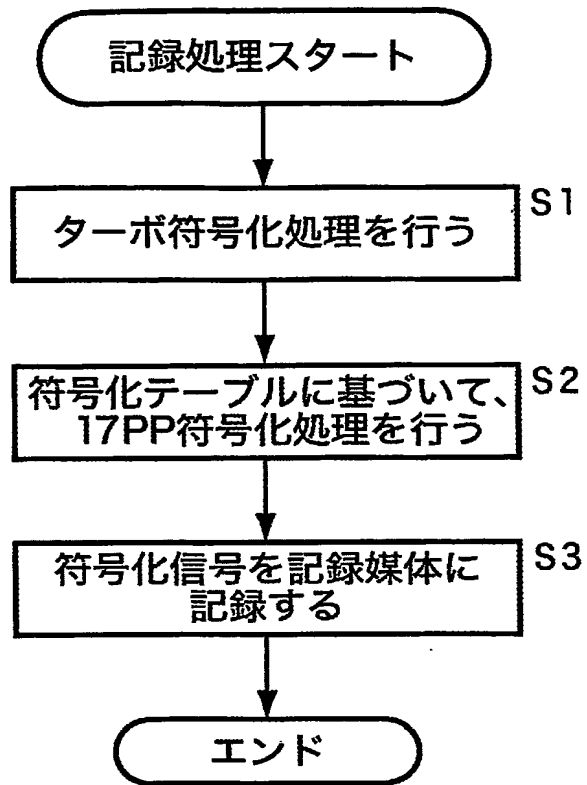 記録処理スタート
ターボ符号化処理を行う
S1
符号化テーブルに基づいて、
17PP符号化処理を行う
S2
符号化信号を記録媒体に
記録する
S3
エンド